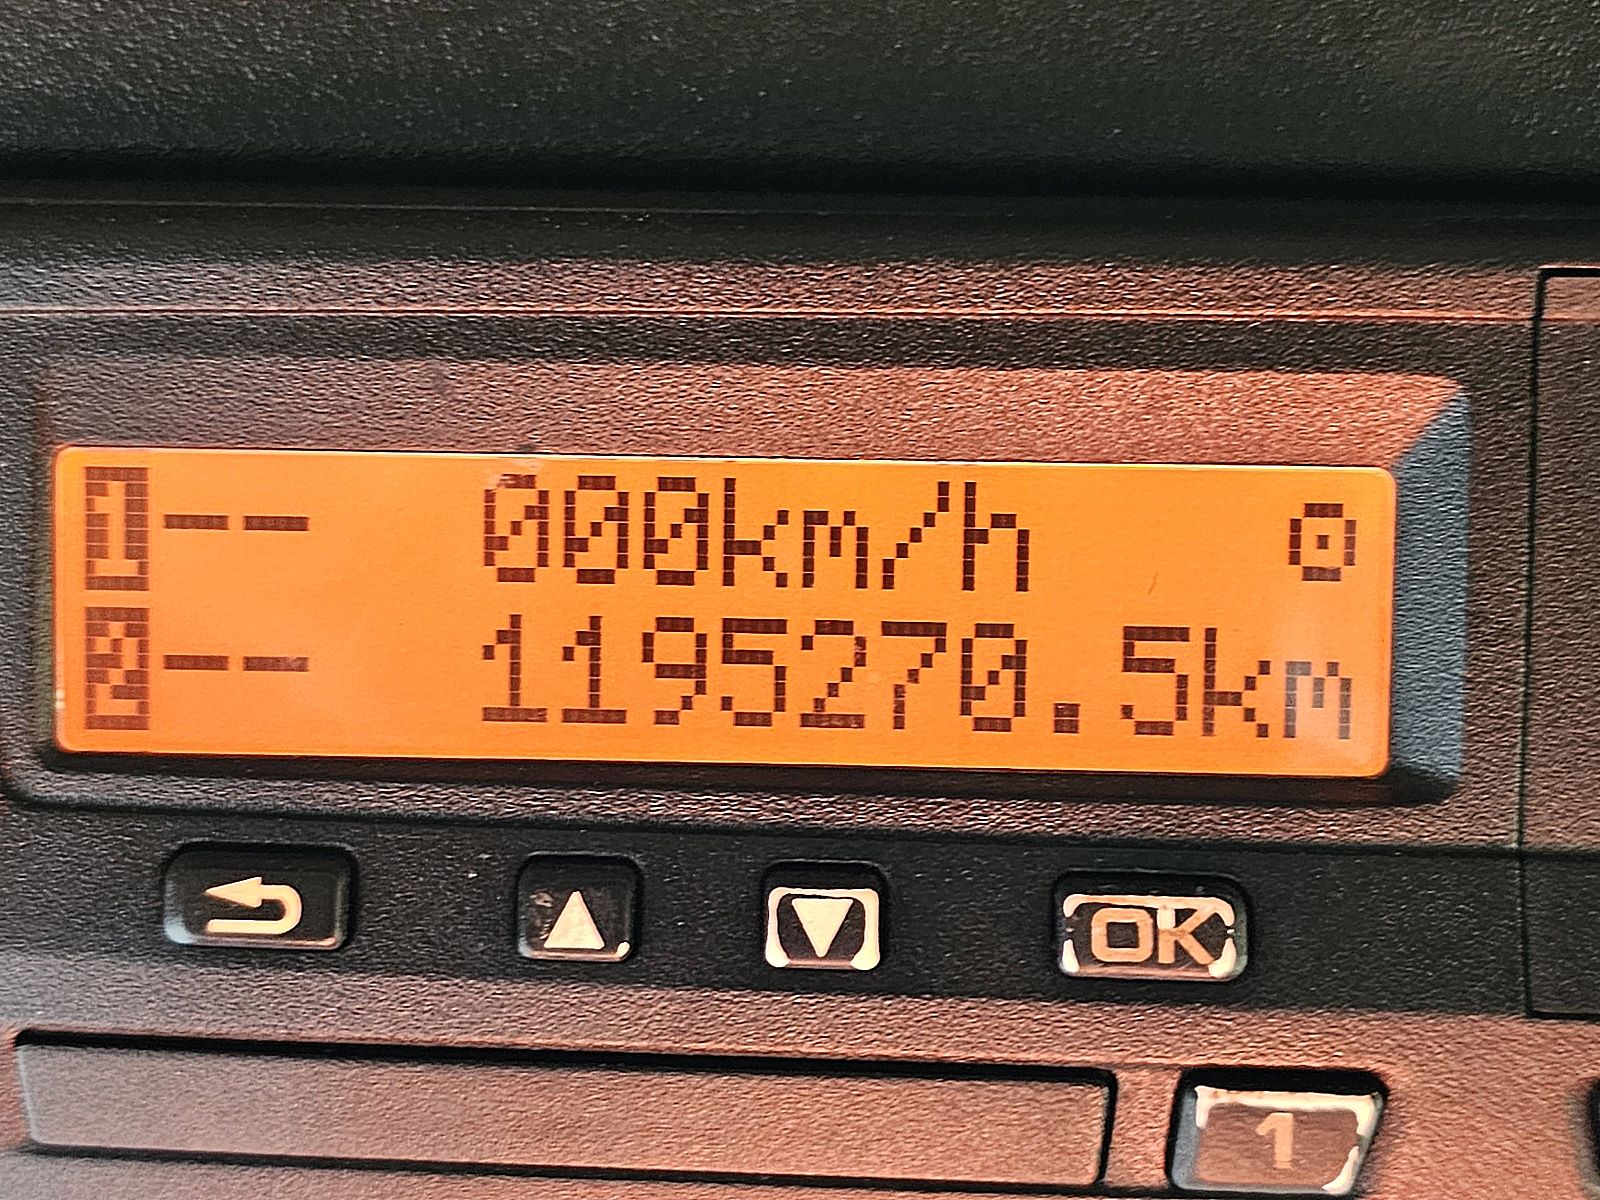 1-- 000km/h ⊙
2-- 1195270.5km
▲ ▼ OK
1